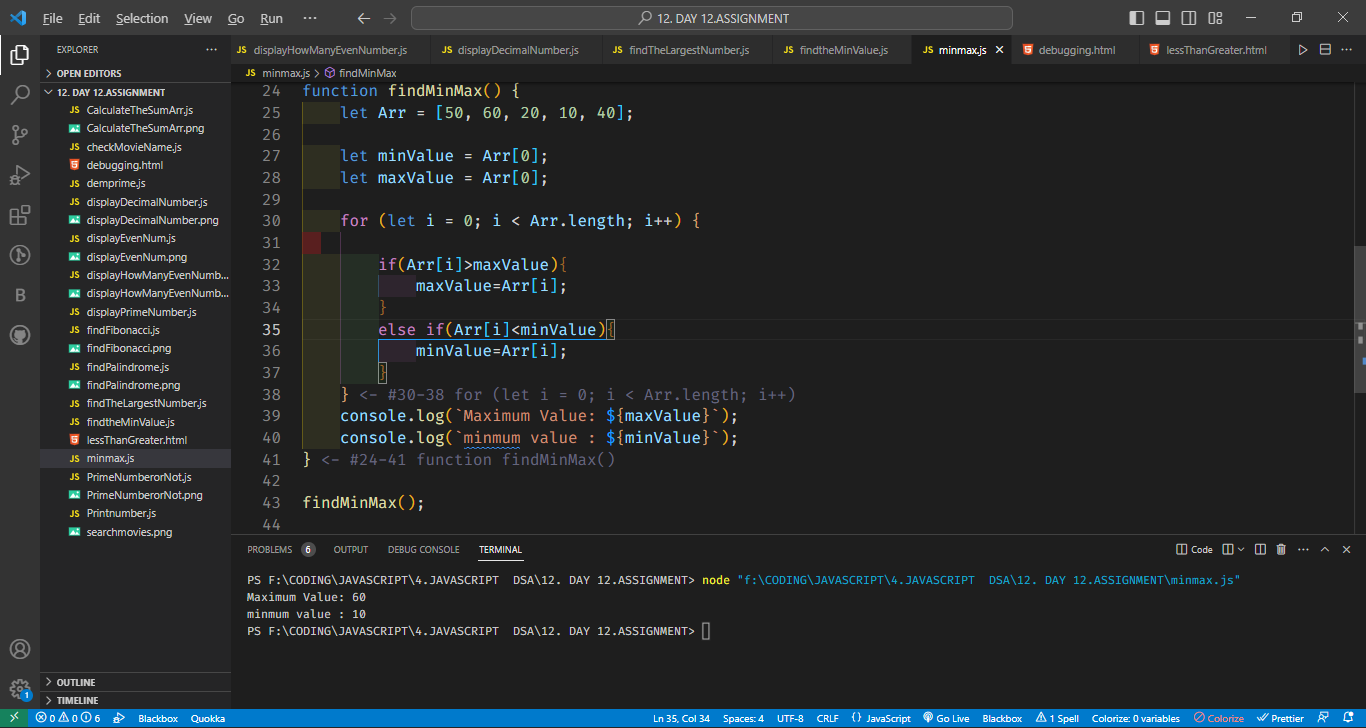 File Edit Selection View Go Run ··· 12. DAY 12.ASSIGNMENT
EXPLORER ···
JS displayHowManyEvenNumber.js JS displayDecimalNumber.js JS findTheLargestNumber.js JS findtheMinValue.js JS minmax.js debugging.html lessThanGreater.html
JS minmax.js > findMinMax
OPEN EDITORS
12. DAY 12.ASSIGNMENT
JS CalculateTheSumArr.js
CalculateTheSumArr.png
JS checkMovieName.js
debugging.html
JS demprime.js
JS displayDecimalNumber.js
displayDecimalNumber.png
JS displayEvenNum.js
displayEvenNum.png
JS displayHowManyEvenNumb...
displayHowManyEvenNumb...
JS displayPrimeNumber.js
JS findFibonacci.js
findFibonacci.png
JS findPalindrome.js
findPalindrome.png
JS findTheLargestNumber.js
JS findtheMinValue.js
lessThanGreater.html
JS minmax.js
JS PrimeNumberorNot.js
PrimeNumberorNot.png
JS Printnumber.js
searchmovies.png
OUTLINE
TIMELINE
B
1
24 function findMinMax() {
25 let Arr = [50, 60, 20, 10, 40];
26
27 let minValue = Arr[0];
28 let maxValue = Arr[0];
29
30 for (let i = 0; i < Arr.length; i++) {
31
32 if(Arr[i]>maxValue){
33 maxValue=Arr[i];
34 }
35 else if(Arr[i]<minValue){
36 minValue=Arr[i];
37 }
38 } <- #30-38 for (let i = 0; i < Arr.length; i++)
39 console.log(`Maximum Value: ${maxValue}`);
40 console.log(`minmum value : ${minValue}`);
41 } <- #24-41 function findMinMax()
42
43 findMinMax();
44
PROBLEMS 6 OUTPUT DEBUG CONSOLE TERMINAL Code
PS F:\CODING\JAVASCRIPT\4.JAVASCRIPT  DSA\12. DAY 12.ASSIGNMENT> node "f:\CODING\JAVASCRIPT\4.JAVASCRIPT  DSA\12. DAY 12.ASSIGNMENT\minmax.js"
Maximum Value: 60
minmum value : 10
PS F:\CODING\JAVASCRIPT\4.JAVASCRIPT  DSA\12. DAY 12.ASSIGNMENT>
0 0 6 Blackbox Quokka Ln 35, Col 34 Spaces: 4 UTF-8 CRLF {} JavaScript Go Live Blackbox 1 Spell Colorize: 0 variables Colorize Prettier